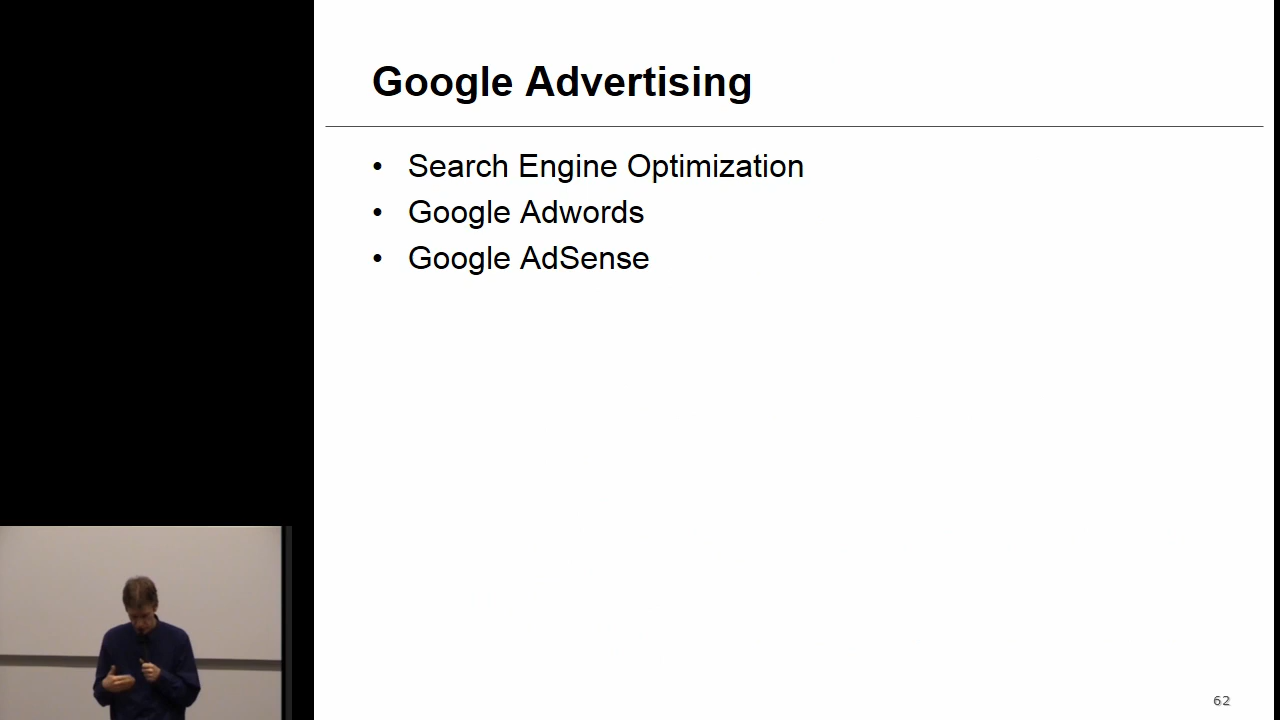 Google Advertising
• Search Engine Optimization
• Google Adwords
• Google AdSense
62